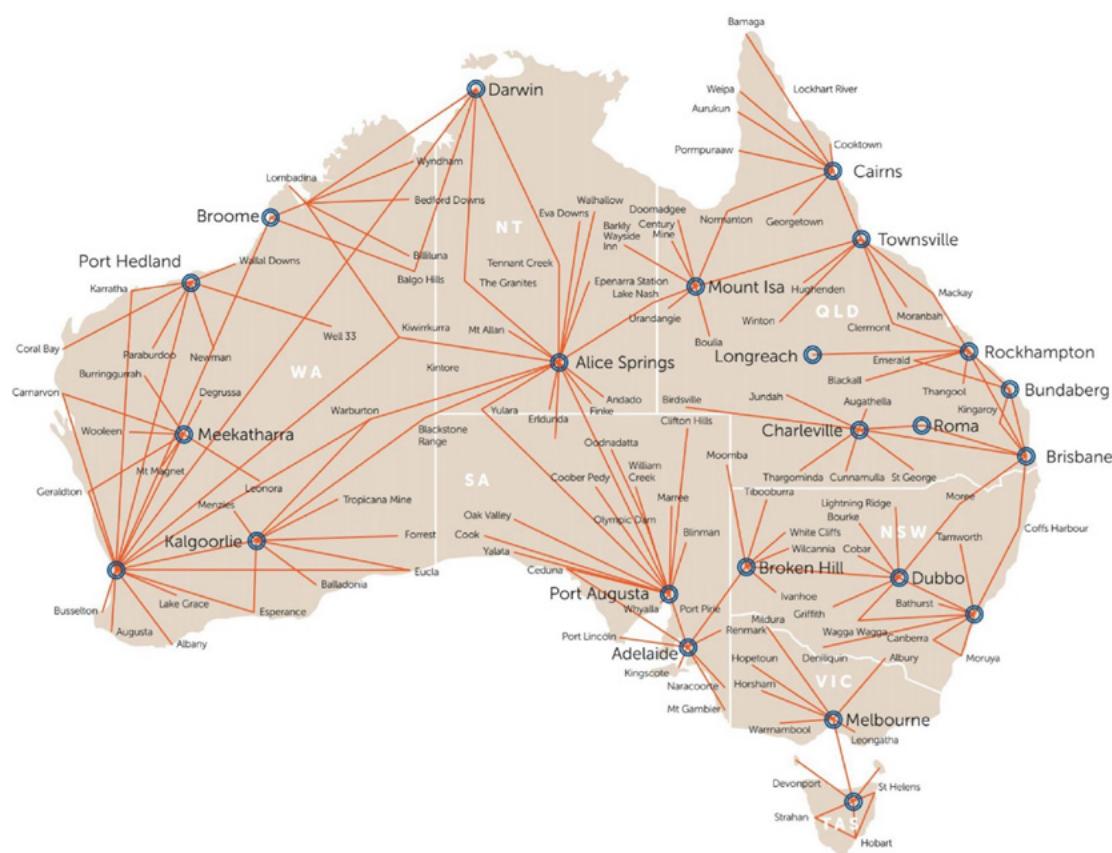 Bamaga
Darwin
Weipa
Lockhart River
Aurukun
Cooktown
Pormpuraaw
Wyndham
Cairns
Lombadina
Bedford Downs
Walhallow
Doomadgee
Eva Downs
Normanton
Georgetown
Broome
NT
Century
Mine
Barkly
Wayside
Inn
Townsville
Billiluna
Port Hedland
Wallal Downs
Tennant Creek
Balgo Hills
The Granites
Epenarra Station
Lake Nash
Mount Isa
Hughenden
Karratha
Mackay
Moranbah
QLD
Urandangie
Winton
Clermont
Kiwirrkurra
Mt Allan
Well 33
Boulia
Coral Bay
Paraburdoo
Newman
Longreach
Rockhampton
Alice Springs
Emerald
WA
Kintore
Burringgurrah
Blackall
Thangool
Bundaberg
Carnarvon
Degrussa
Jundah
Andado
Birdsville
Augathella
Kingaroy
Warburton
Yulara
Erldunda
Finke
Clifton Hills
Blackstone
Range
Wooleen
Meekatharra
Charleville
Roma
Oodnadatta
Brisbane
Moomba
Mt Magnet
Coober Pedy
William
Creek
Thargominda
Cunnamulla
St George
SA
Leonora
Geraldton
Menzies
Tropicana Mine
Marree
Tibooburra
Lightning Ridge
Moree
Oak Valley
Olympic Dam
Bourke
Coffs Harbour
Forrest
Cook
Blinman
White Cliffs
NSW
Tamworth
Kalgoorlie
Yalata
Wilcannia
Cobar
Ceduna
Broken Hill
Eucla
Balladonia
Dubbo
Port Augusta
Ivanhoe
Lake Grace
Busselton
Esperance
Whyalla
Port Pirie
Griffith
Bathurst
Mildura
Augusta
Albany
Port Lincoln
Renmark
Wagga Wagga
Canberra
Adelaide
Deniliquin
Albury
Moruya
Hopetoun
Kingscote
VIC
Naracoorte
Horsham
Mt Gambier
Melbourne
Warrnambool
Leongatha
Devonport
St Helens
Strahan
TAS
Hobart